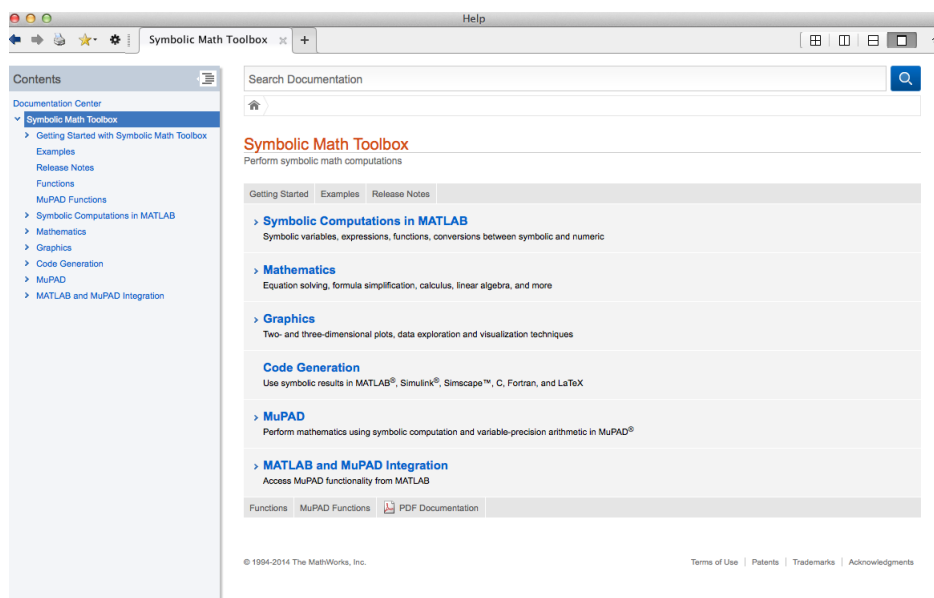 Help
Symbolic Math Toolbox
Contents
Documentation Center
Symbolic Math Toolbox
Getting Started with Symbolic Math Toolbox
Examples
Release Notes
Functions
MuPAD Functions
Symbolic Computations in MATLAB
Mathematics
Graphics
Code Generation
MuPAD
MATLAB and MuPAD Integration
Search Documentation
Symbolic Math Toolbox
Perform symbolic math computations
Getting Started Examples Release Notes
Symbolic Computations in MATLAB
Symbolic variables, expressions, functions, conversions between symbolic and numeric
Mathematics
Equation solving, formula simplification, calculus, linear algebra, and more
Graphics
Two- and three-dimensional plots, data exploration and visualization techniques
Code Generation
Use symbolic results in MATLAB®, Simulink®, Simscape™, C, Fortran, and LaTeX
MuPAD
Perform mathematics using symbolic computation and variable-precision arithmetic in MuPAD®
MATLAB and MuPAD Integration
Access MuPAD functionality from MATLAB
Functions MuPAD Functions PDF Documentation
© 1994-2014 The MathWorks, Inc.
Terms of Use | Patents | Trademarks | Acknowledgments